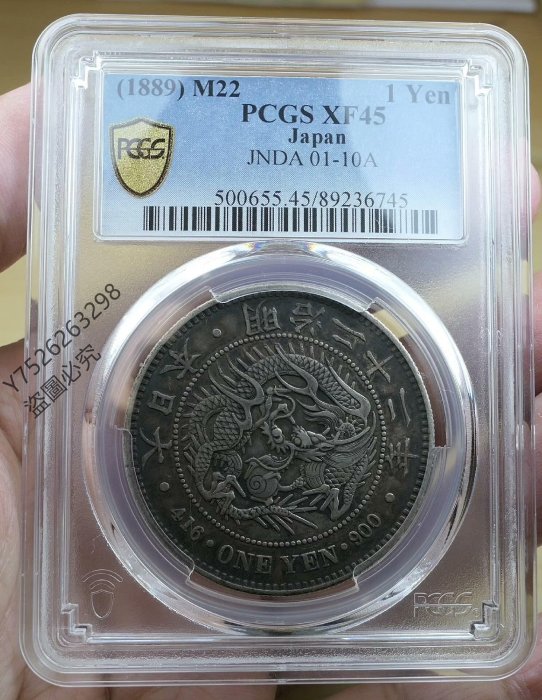 (1889) M22 1 Yen
PCGS XF45
Japan
JNDA 01-10A
500655.45/89236745
PCGS
大日本・明治二十二年・
416・ONE YEN・900
PCGS
Y7526263298
盜圖必究